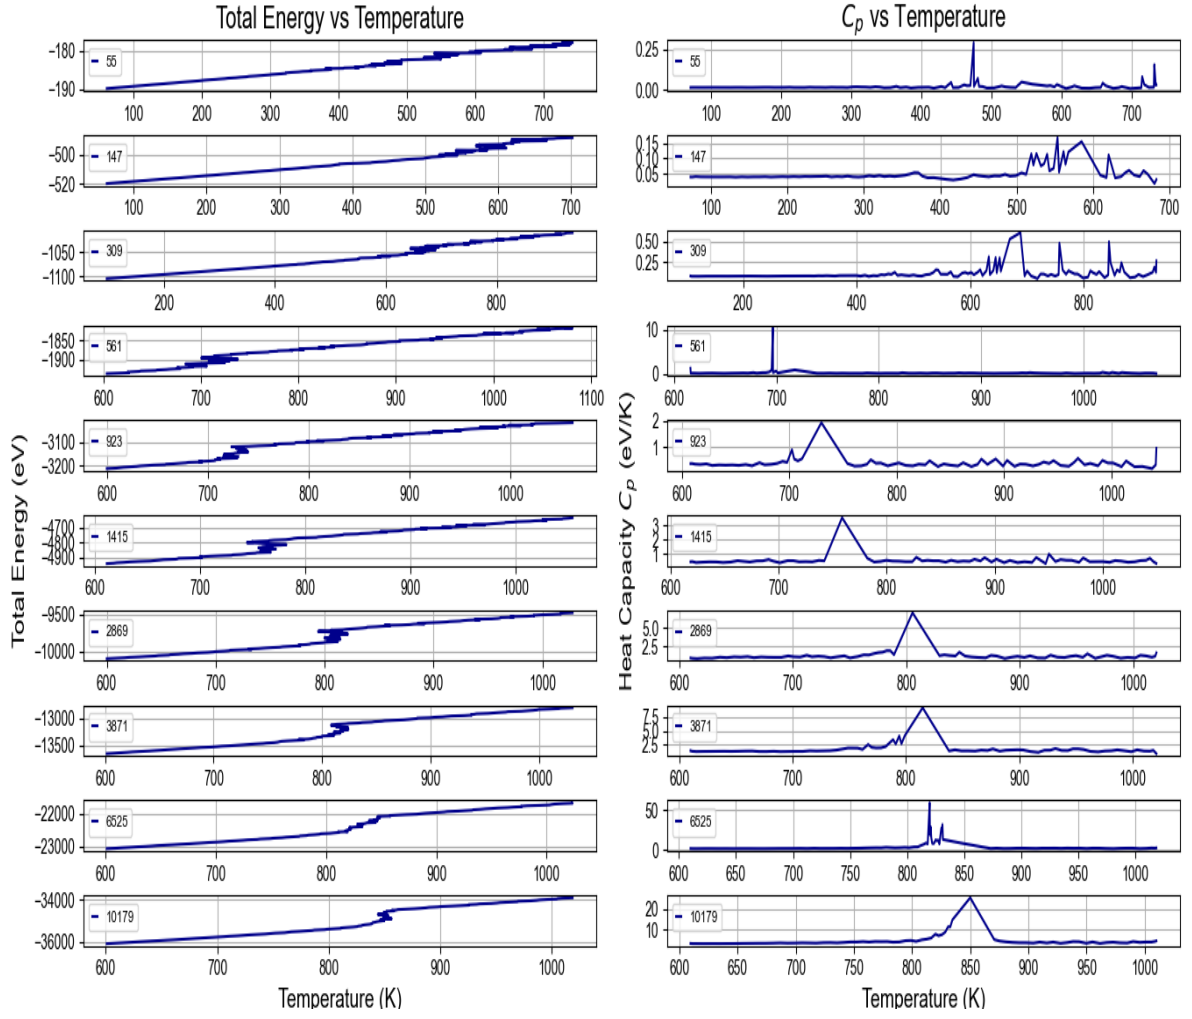 Total Energy vs Temperature
−180
−190
55
100 200 300 400 500 600 700
−500
−520
147
100 200 300 400 500 600 700
−1050
−1100
309
200 400 600 800
−1850
−1900
561
600 700 800 900 1000 1100
−3100
−3200
923
600 700 800 900 1000
−4700
−4800
−4900
1415
600 700 800 900 1000
−9500
−10000
2869
600 700 800 900 1000
−13000
−13500
3871
600 700 800 900 1000
−22000
−23000
6525
600 700 800 900 1000
−34000
−36000
10179
600 700 800 900 1000
Total Energy (eV)
Temperature (K)
Cₚ vs Temperature
0.25
0.00
55
100 200 300 400 500 600 700
0.15
0.10
0.05
147
100 200 300 400 500 600 700
0.50
0.25
309
200 400 600 800
10
0
561
600 700 800 900 1000
2
1
923
600 700 800 900 1000
3
2
1
1415
600 700 800 900 1000
5.0
2.5
2869
600 700 800 900 1000
7.5
5.0
2.5
3871
600 700 800 900 1000
50
0
6525
600 650 700 750 800 850 900 950 1000
20
10
10179
600 650 700 750 800 850 900 950 1000
Heat Capacity Cₚ (eV/K)
Temperature (K)